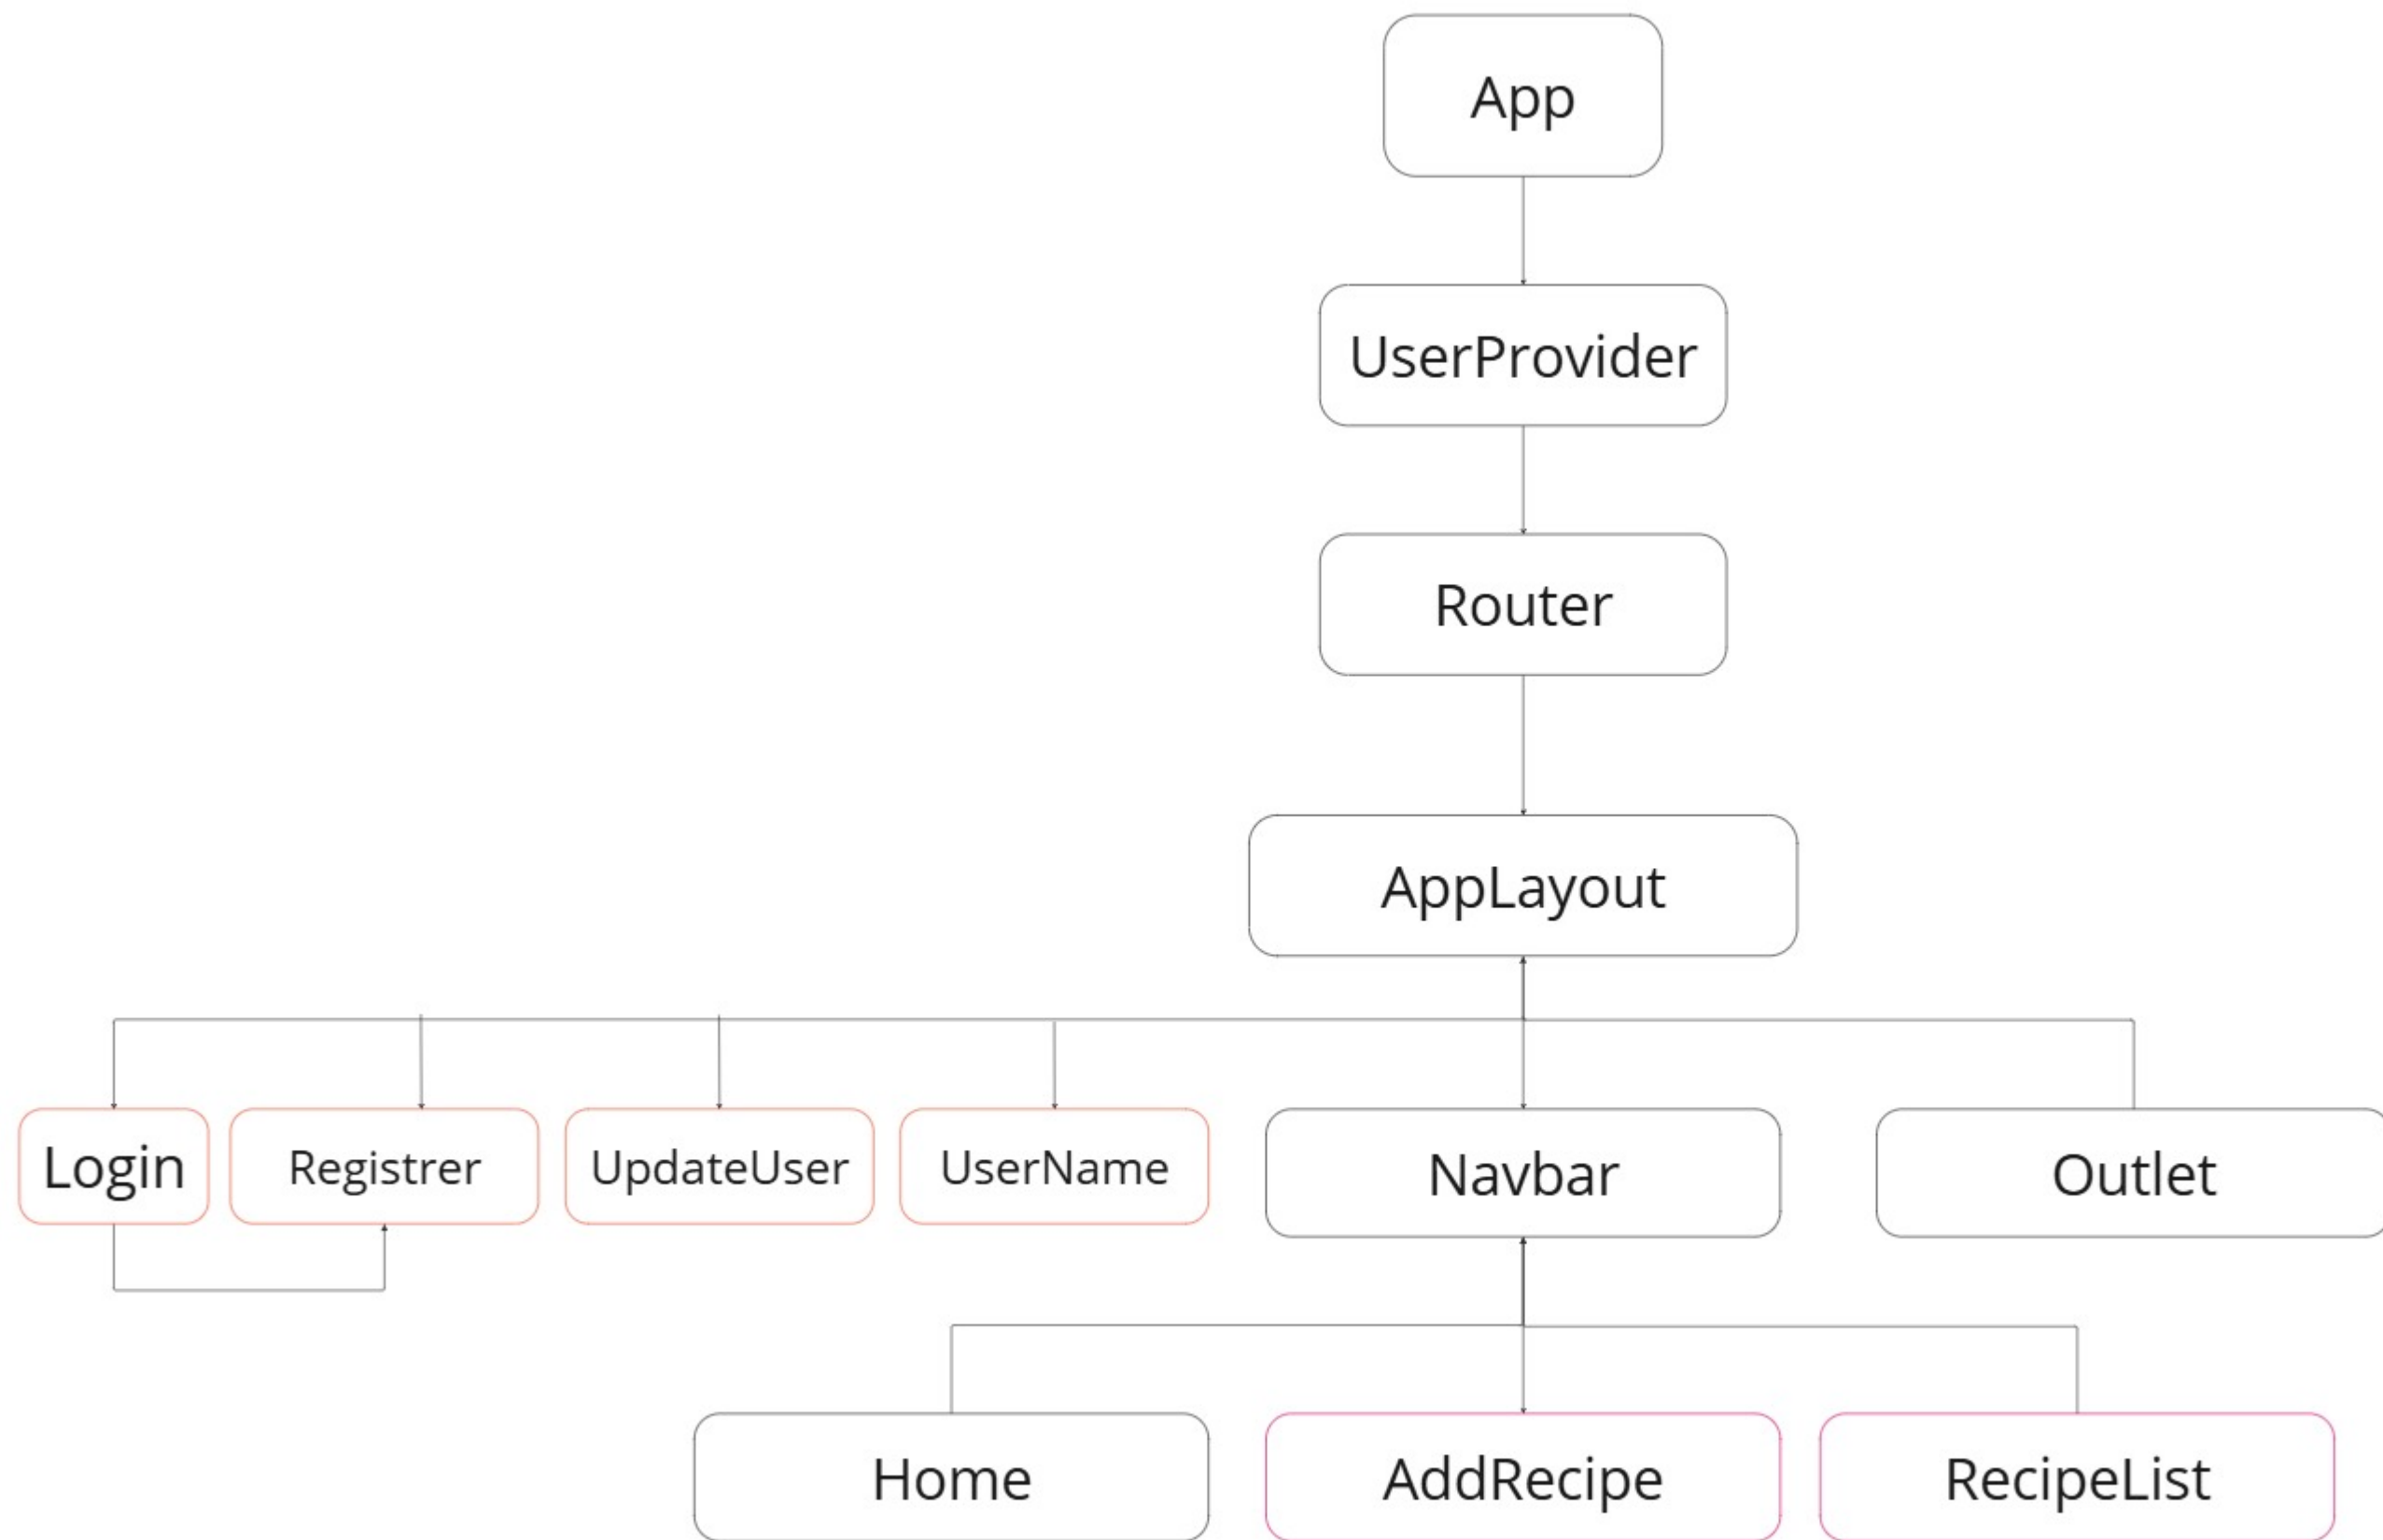 App
UserProvider
Router
AppLayout
Login
Registrer
UpdateUser
UserName
Navbar
Outlet
Home
AddRecipe
RecipeList